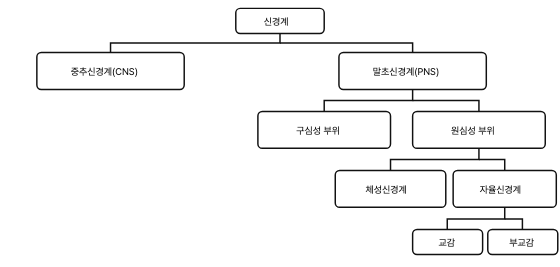 신경계
중추신경계(CNS)
말초신경계(PNS)
구심성 부위
원심성 부위
체성신경계
자율신경계
교감
부교감